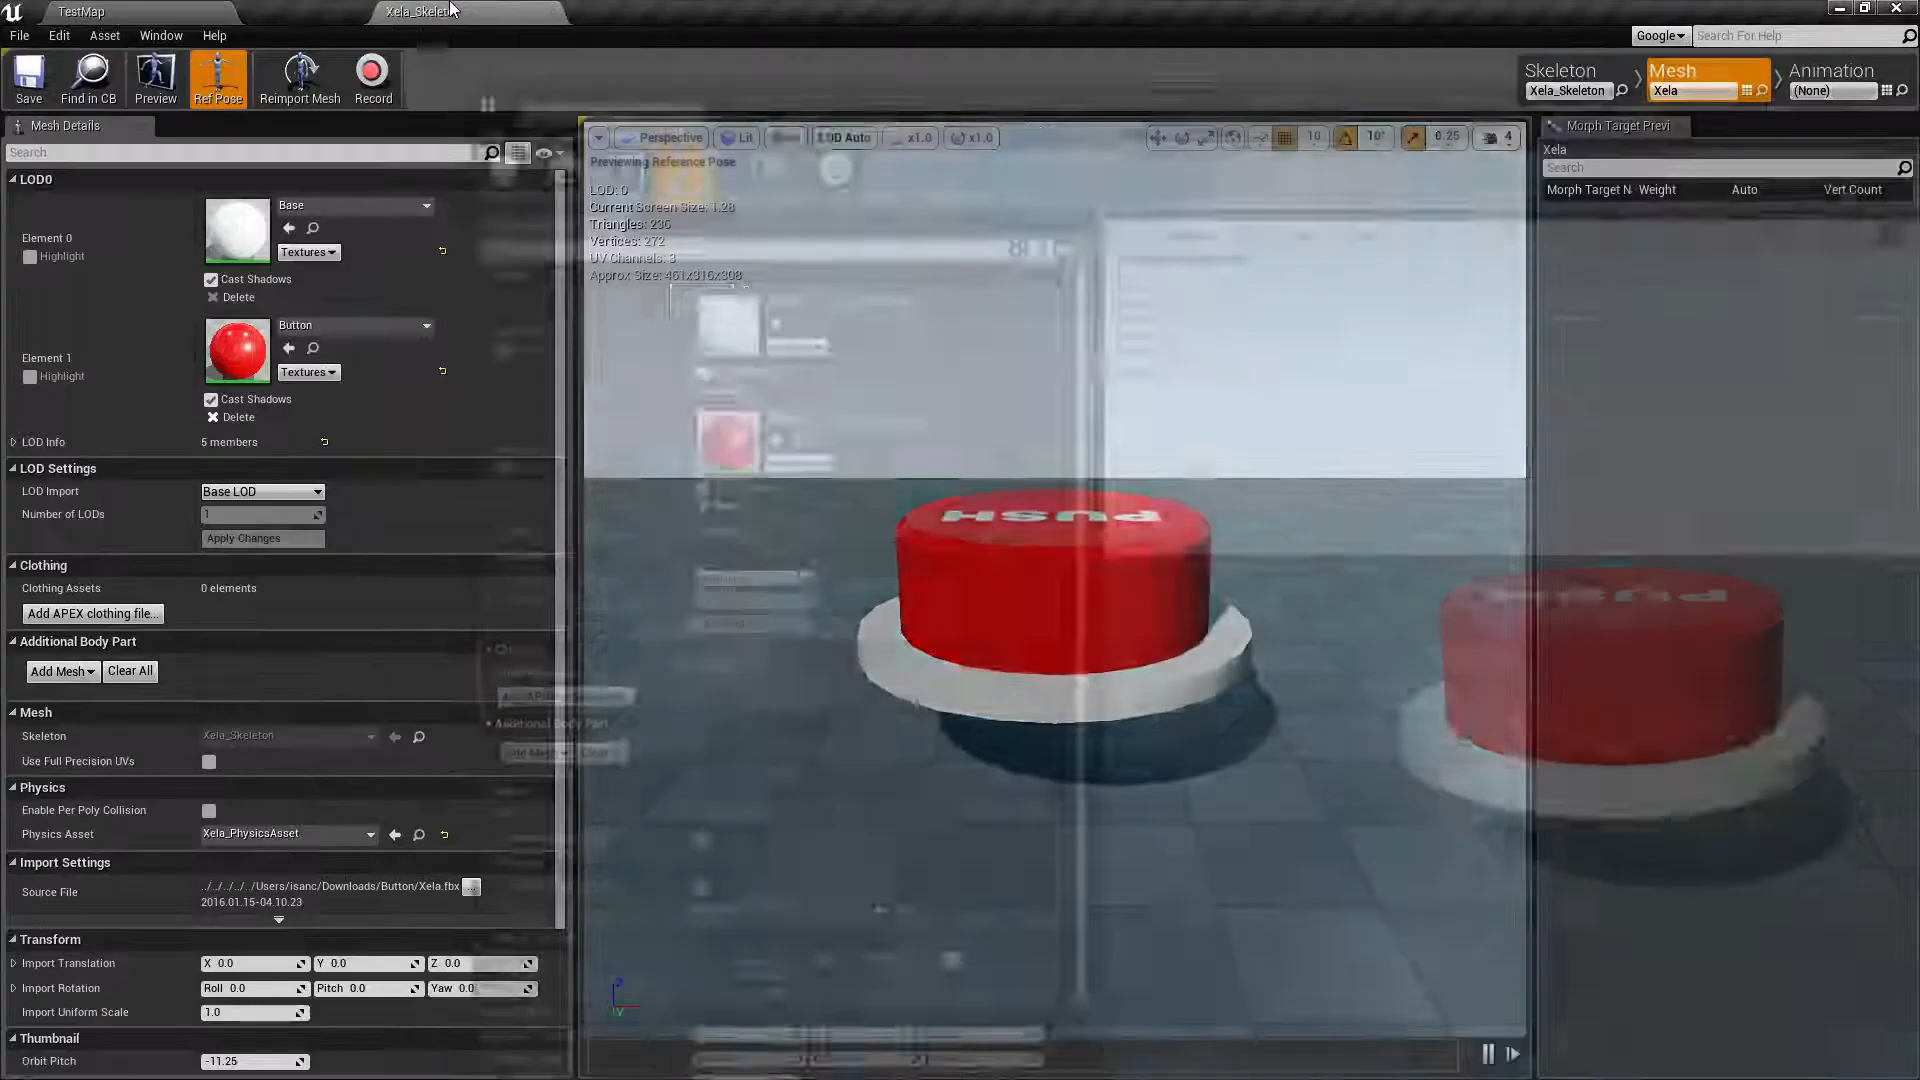 TestMap
Xela_Skeleton
File Edit Asset Window Help
Google
Search For Help
Save Find in CB Preview Ref Pose Reimport Mesh Record
Skeleton Mesh Animation
Xela_Skeleton Xela (None)
Mesh Details
Search
LOD0
Element 0
Highlight
Base
Textures
Cast Shadows
Delete
Element 1
Highlight
Button
Textures
Cast Shadows
Delete
LOD Info 5 members
LOD Settings
LOD Import Base LOD
Number of LODs 1
Apply Changes
Clothing
Clothing Assets 0 elements
Add APEX clothing file...
Additional Body Part
Add Mesh Clear All
Mesh
Skeleton Xela_Skeleton
Use Full Precision UVs
Physics
Enable Per Poly Collision
Physics Asset Xela_PhysicsAsset
Import Settings
Source File ../../../../../Users/isanc/Downloads/Button/Xela.fbx ...
2016.01.15-04.10.23
Transform
Import Translation X 0.0 Y 0.0 Z 0.0
Import Rotation Roll 0.0 Pitch 0.0 Yaw 0.0
Import Uniform Scale 1.0
Thumbnail
Orbit Pitch -11.25
Perspective Lit LOD Auto x1.0 x1.0 10 10° 0.25 4
Previewing Reference Pose
LOD: 0
Current Screen Size: 1.28
Triangles: 236
Vertices: 272
UV Channels: 3
Approx Size: 461x316x308
PUSH
PUSH
Additional Body Part
Morph Target Previ
Xela
Search
Morph Target N Weight Auto Vert Count